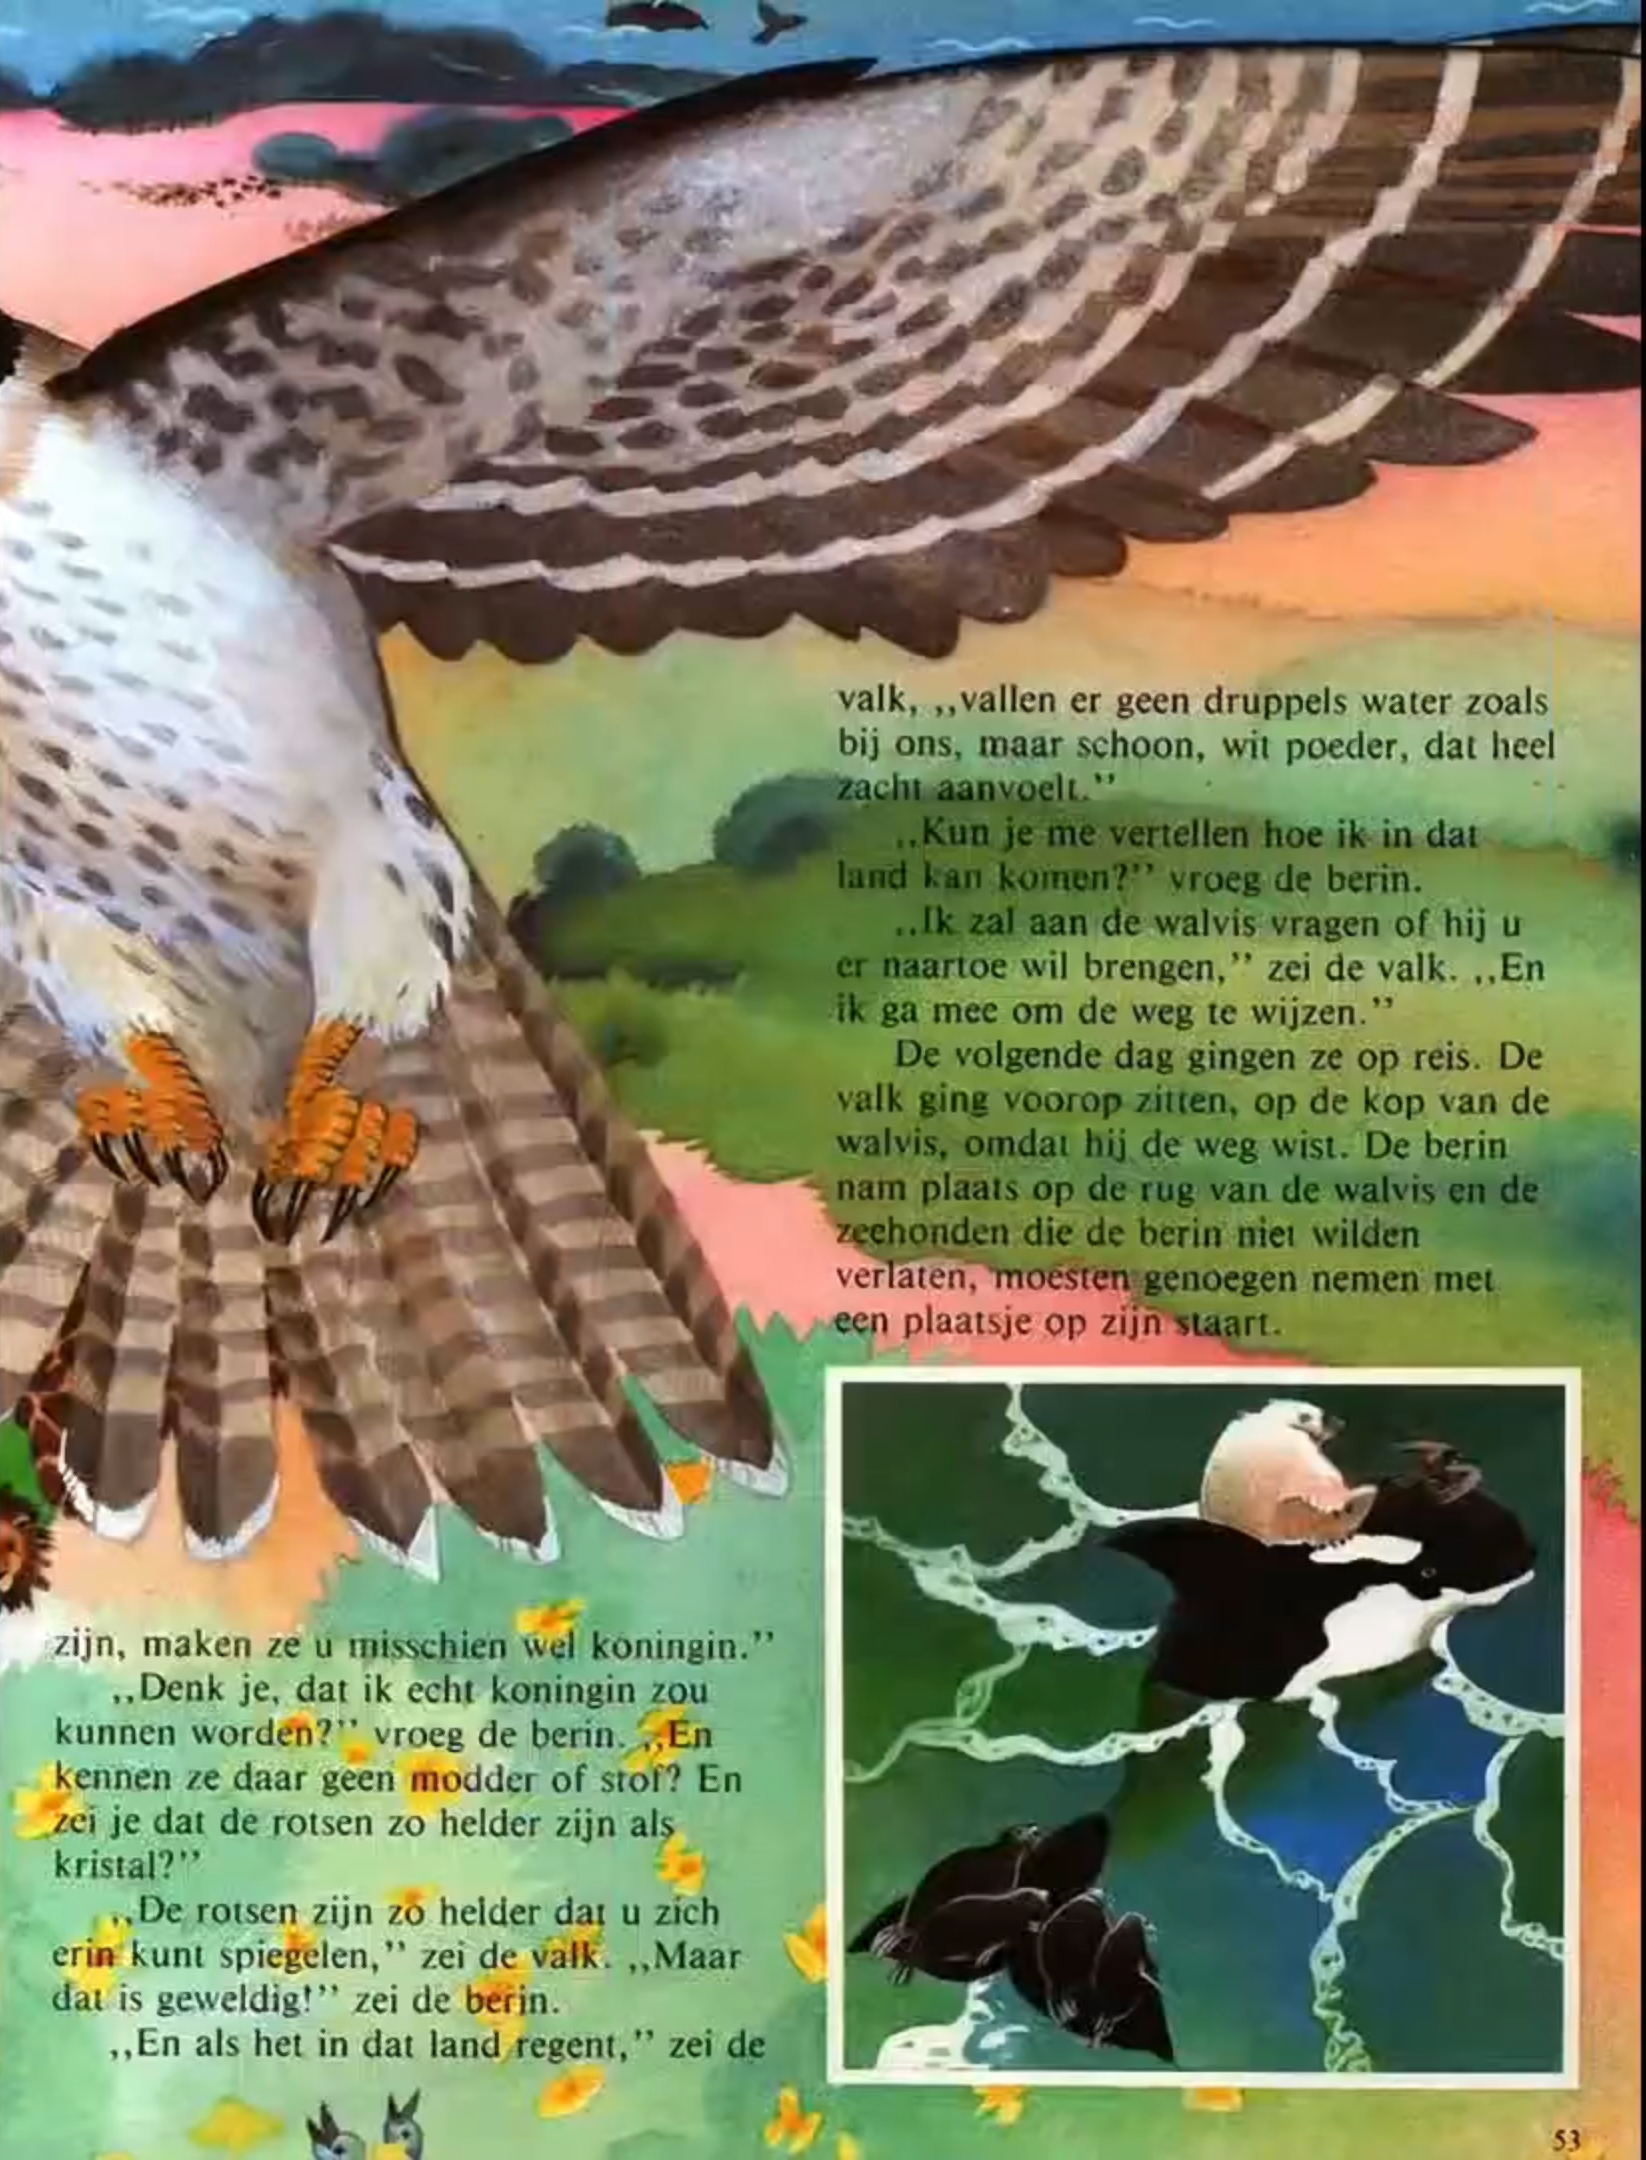 zijn, maken ze u misschien wel koningin.”
,,Denk je, dat ik echt koningin zou
kunnen worden?” vroeg de berin. ,,En
kennen ze daar geen modder of stof? En
zei je dat de rotsen zo helder zijn als
kristal?”
,,De rotsen zijn zo helder dat u zich
erin kunt spiegelen,” zei de valk. ,,Maar
dat is geweldig!” zei de berin.
,,En als het in dat land regent,” zei de
valk, ,,vallen er geen druppels water zoals
bij ons, maar schoon, wit poeder, dat heel
zacht aanvoelt.”
,,Kun je me vertellen hoe ik in dat
land kan komen?” vroeg de berin.
,,Ik zal aan de walvis vragen of hij u
er naartoe wil brengen,” zei de valk. ,,En
ik ga mee om de weg te wijzen.”
De volgende dag gingen ze op reis. De
valk ging voorop zitten, op de kop van de
walvis, omdat hij de weg wist. De berin
nam plaats op de rug van de walvis en de
zeehonden die de berin niet wilden
verlaten, moesten genoegen nemen met
een plaatsje op zijn staart.
53